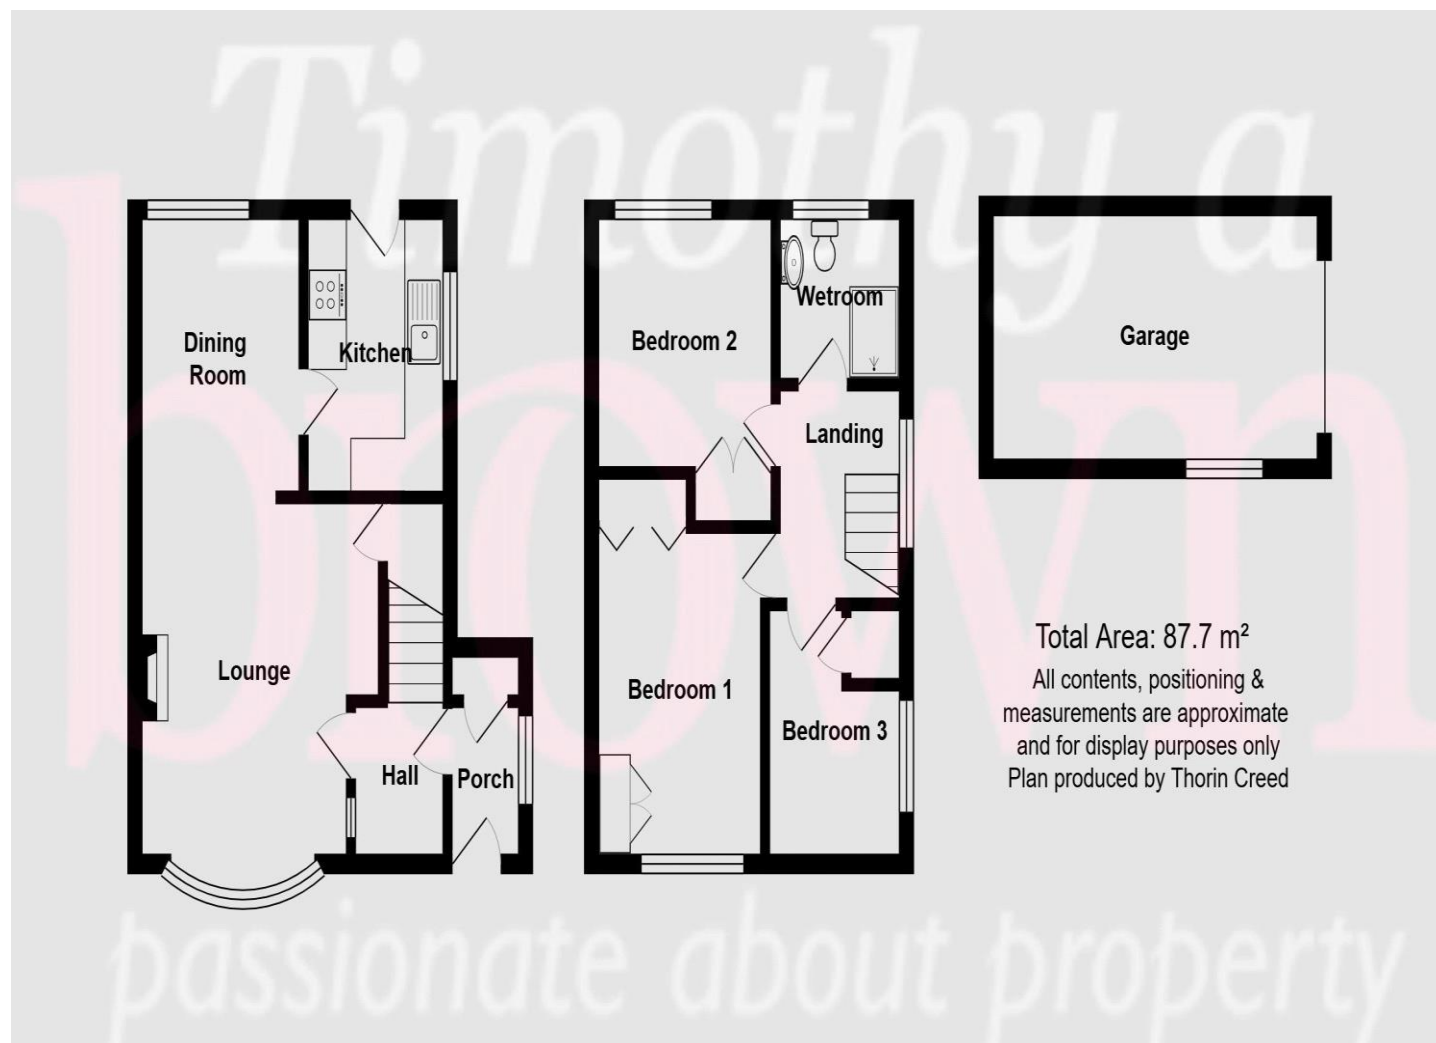 Timothy a
brown
passionate about property
Dining
Room
Kitchen
Lounge
Hall
Porch
Bedroom 2
Wetroom
Landing
Bedroom 1
Bedroom 3
Garage
Total Area: 87.7 m²
All contents, positioning &
measurements are approximate
and for display purposes only
Plan produced by Thorin Creed